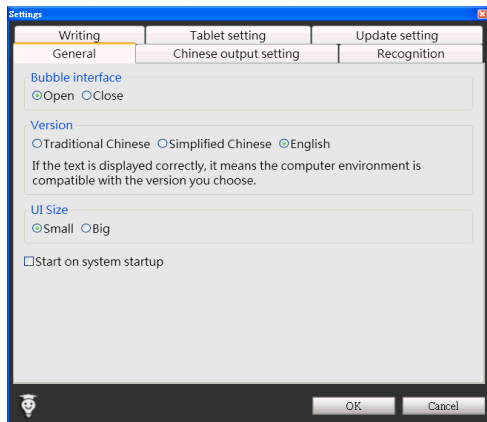 Settings
Writing Tablet setting Update setting
General Chinese output setting Recognition
Bubble interface
Open Close
Version
Traditional Chinese Simplified Chinese English
If the text is displayed correctly, it means the computer environment is
compatible with the version you choose.
UI Size
Small Big
Start on system startup
OK Cancel